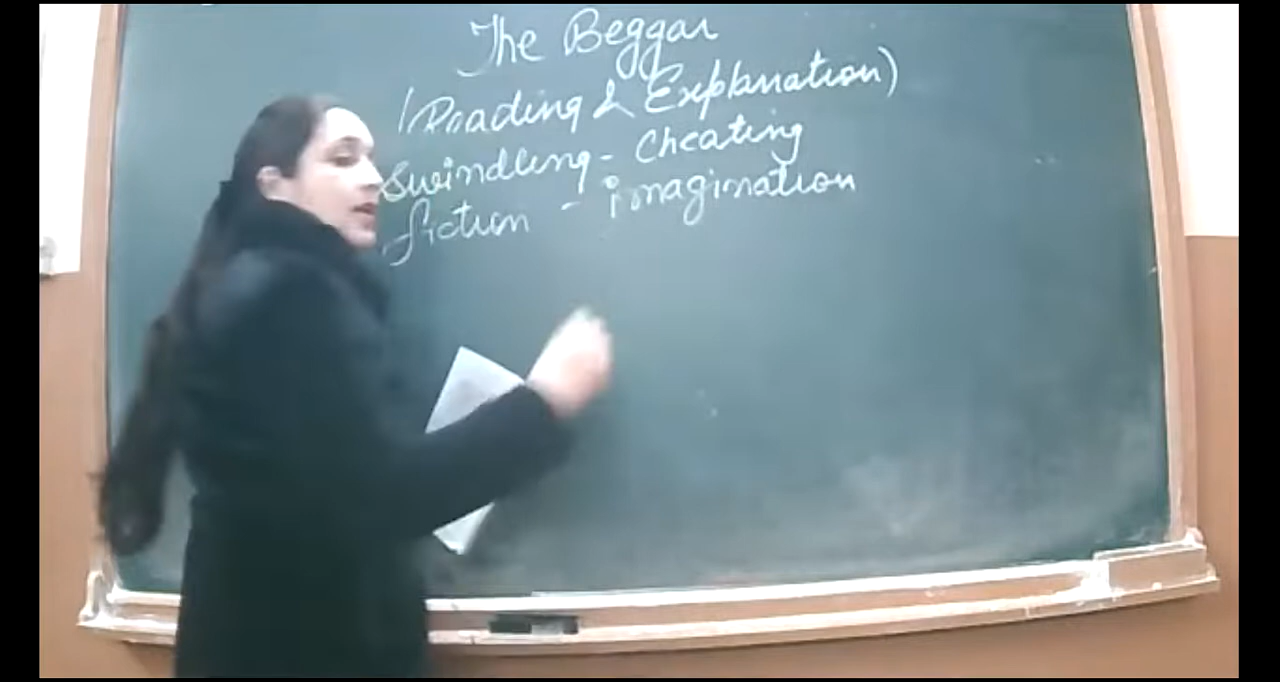 The Beggar
(Reading & Explanation)
Swindling - Cheating
fiction - imagination